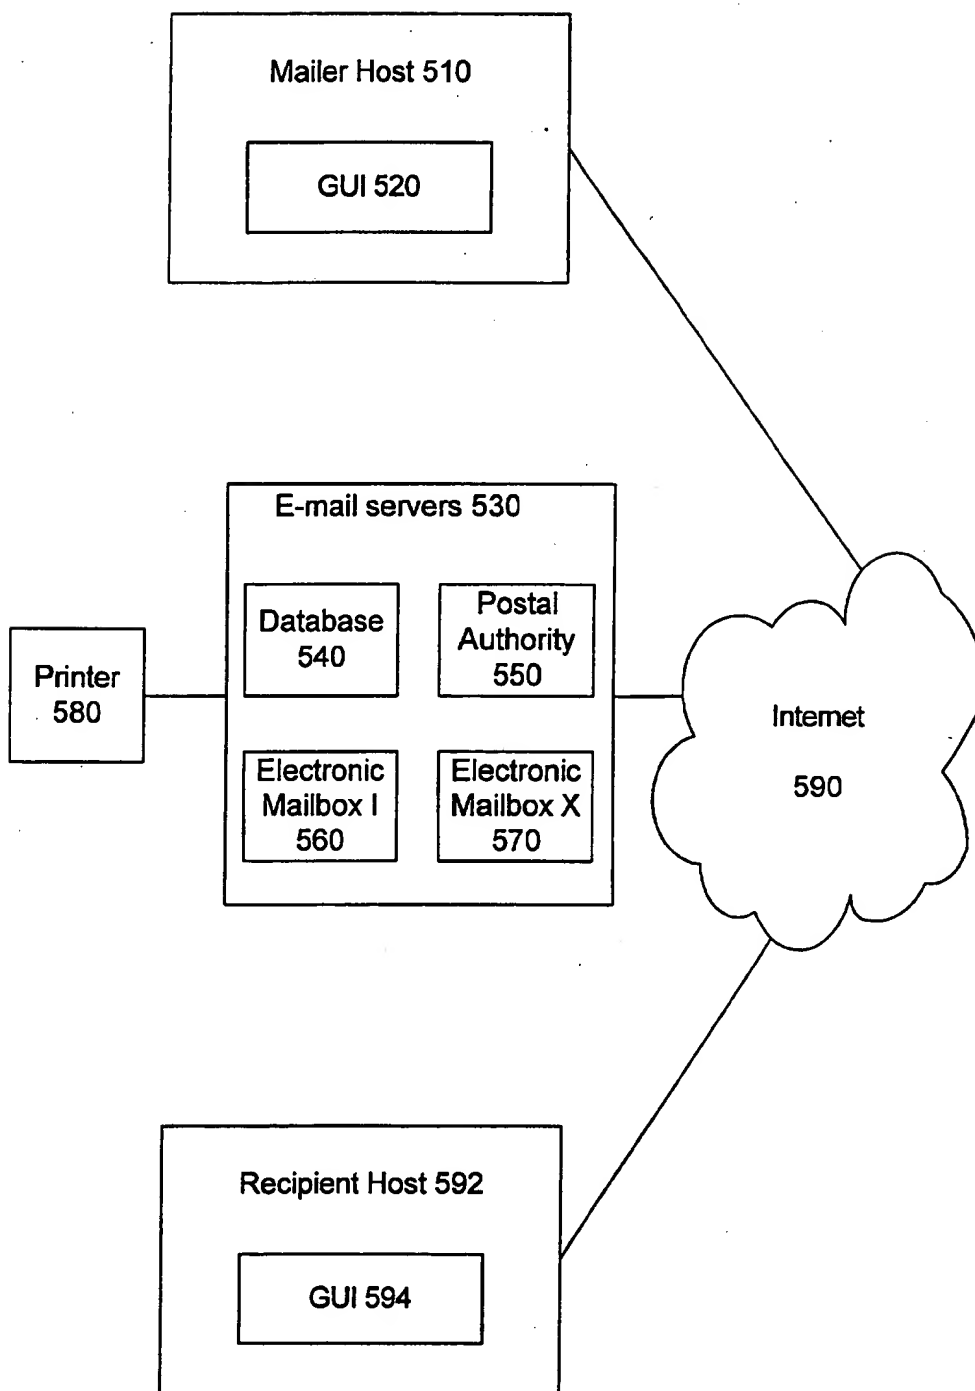 Mailer Host 510
GUI 520
E-mail servers 530
Database
540
Postal
Authority
550
Printer
580
Electronic
Mailbox I
560
Electronic
Mailbox X
570
Internet
590
Recipient Host 592
GUI 594